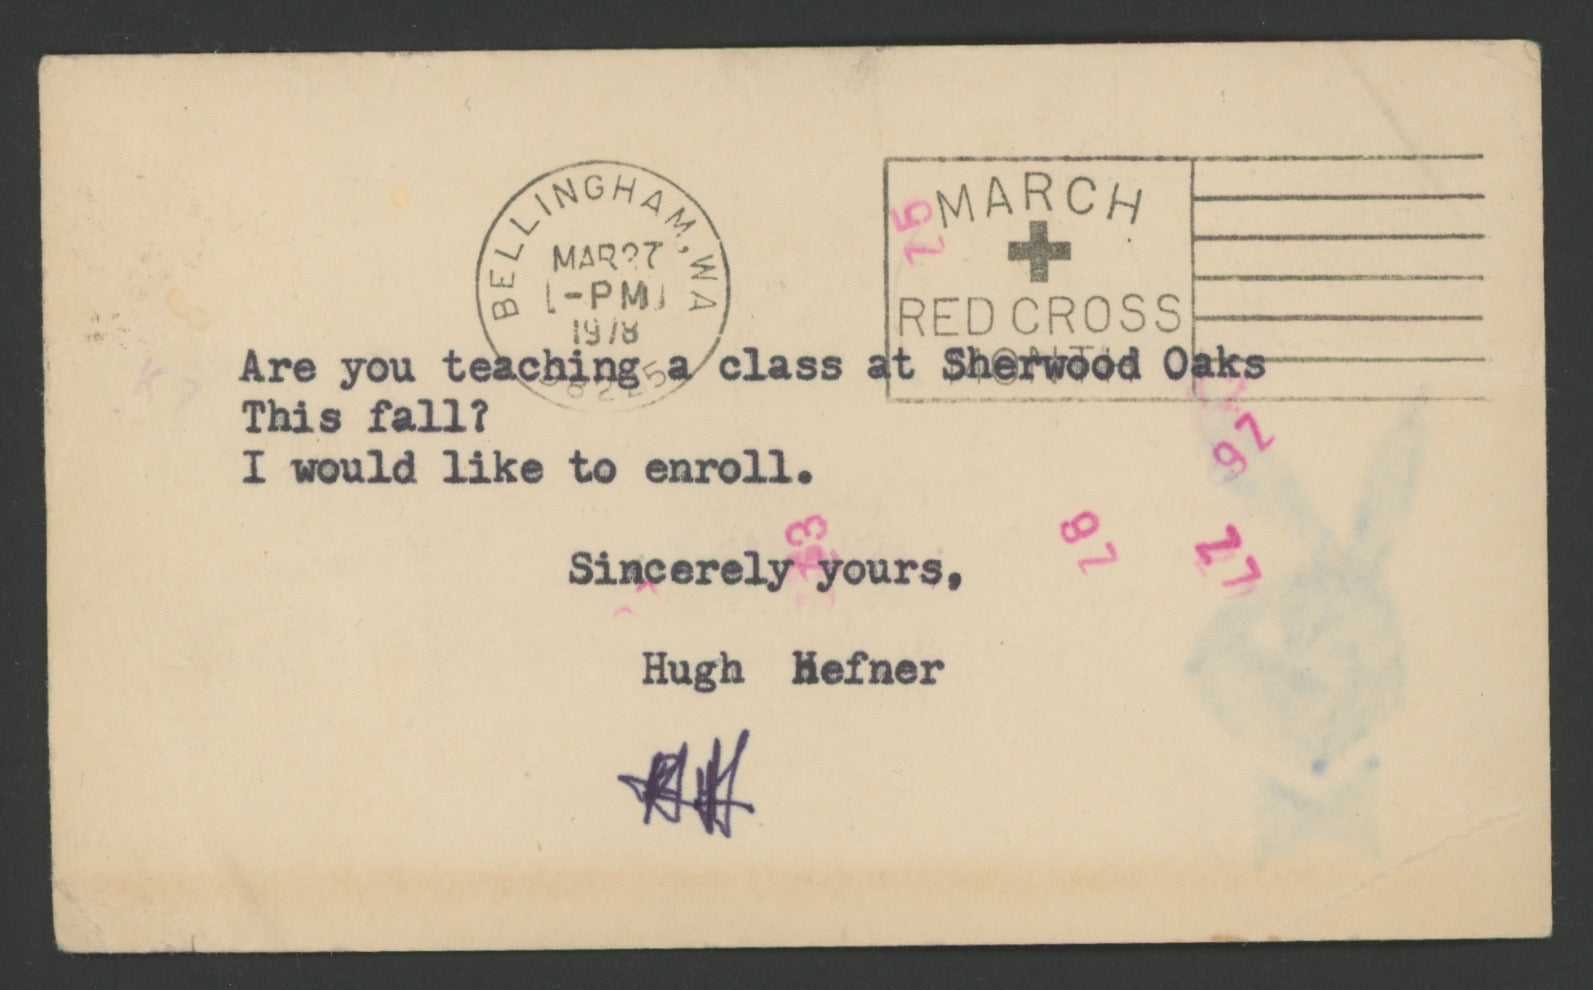 BELLINGHAM, WA
MAR 27
PM
1978
MARCH
RED CROSS
Are you teaching a class at Sherwood Oaks
This fall?
I would like to enroll.
Sincerely yours,
Hugh Hefner
HH